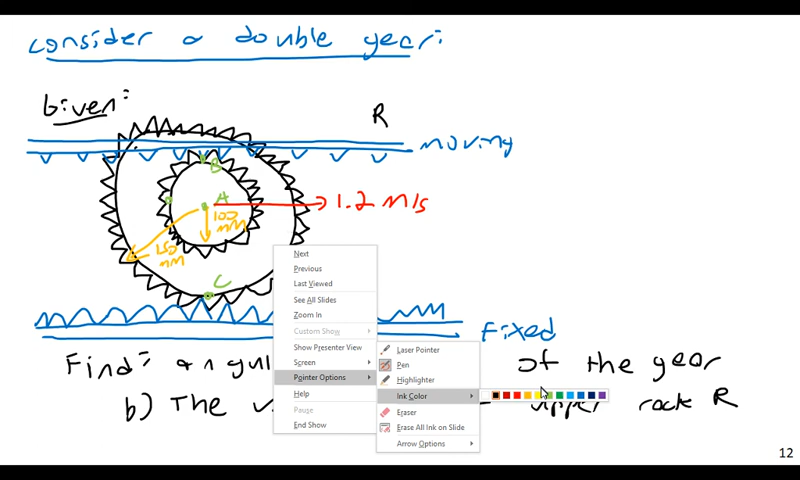 consider a double gear:
Given:
R
moving
B
A
1.2 m/s
100
mm
150
mm
C
Next
Previous
Last Viewed
See All Slides
Zoom In
Custom Show
Show Presenter View
Screen
Pointer Options
Help
Pause
End Show
Laser Pointer
Pen
Highlighter
Ink Color
Eraser
Erase All Ink on Slide
Arrow Options
Fixed
Find: of the gear
b) The upper rack R
12